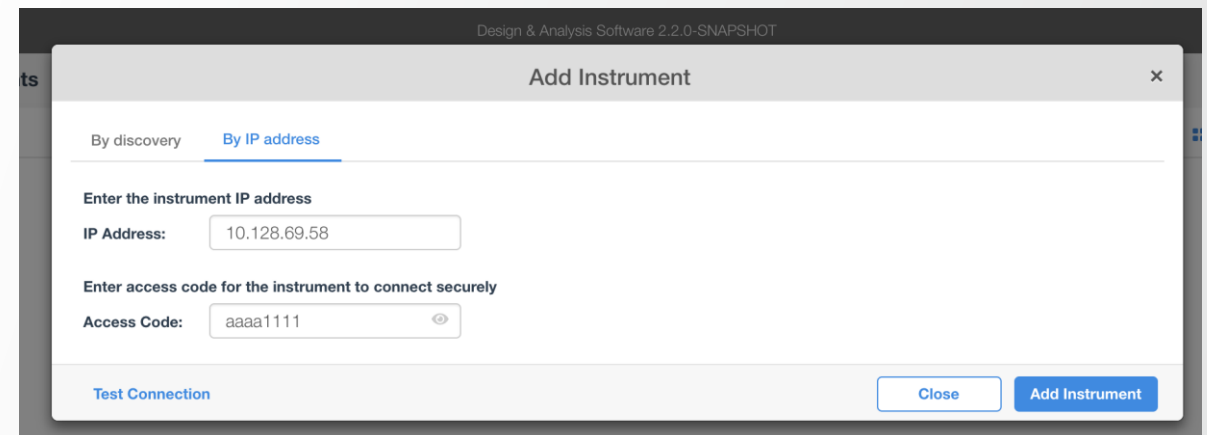 Design & Analysis Software 2.2.0-SNAPSHOT
ts
Add Instrument
×
By discovery
By IP address
Enter the instrument IP address
IP Address: 10.128.69.58
Enter access code for the instrument to connect securely
Access Code: aaaa1111
Test Connection
Close
Add Instrument